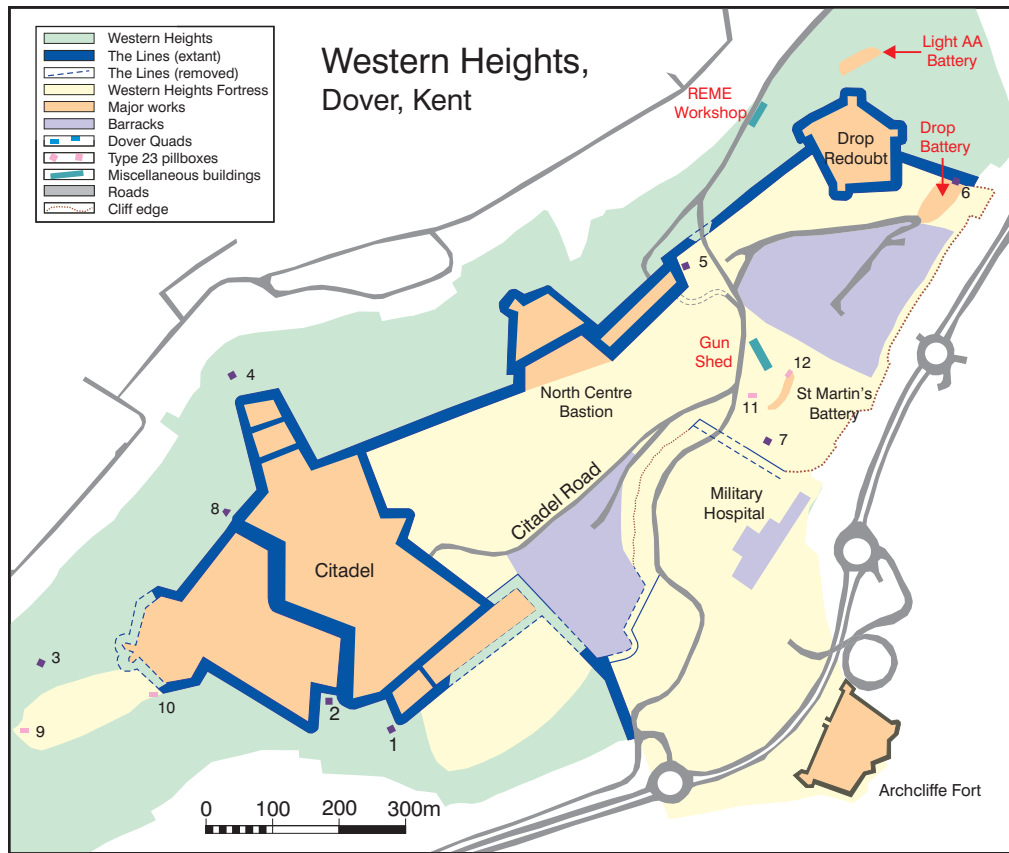 Western Heights
The Lines (extant)
The Lines (removed)
Western Heights Fortress
Major works
Barracks
Dover Quads
Type 23 pillboxes
Miscellaneous buildings
Roads
Cliff edge
Western Heights,
Dover, Kent
Light AA
Battery
REME
Workshop
Drop
Redoubt
Drop
Battery
6
5
Gun
Shed
12
4
11
St Martin's
Battery
North Centre
Bastion
7
Military
Hospital
Citadel Road
8
Citadel
3
10
2
9
1
Archcliffe Fort
0
100
200
300m